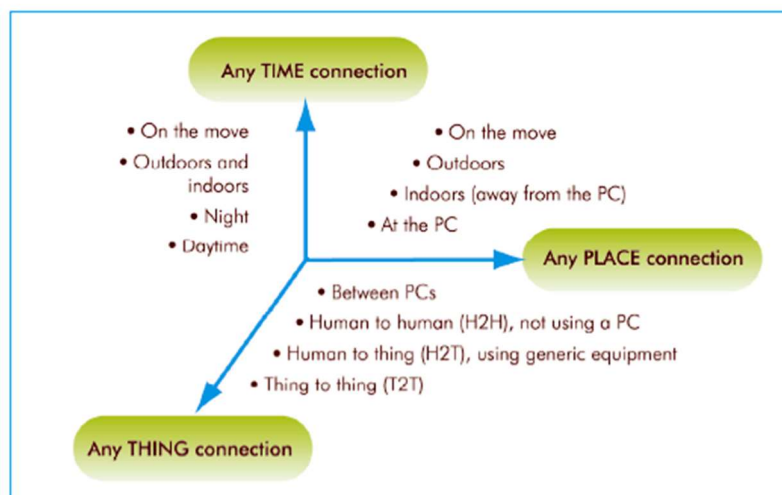 Any TIME connection
• On the move
• Outdoors and
indoors
• Night
• Daytime
• On the move
• Outdoors
• Indoors (away from the PC)
• At the PC
Any PLACE connection
• Between PCs
• Human to human (H2H), not using a PC
• Human to thing (H2T), using generic equipment
• Thing to thing (T2T)
Any THING connection